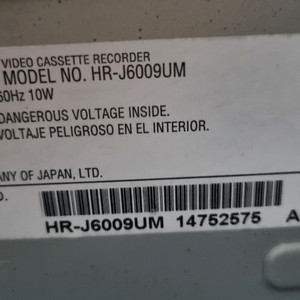 VIDEO CASSETTE RECORDER
MODEL NO. HR-J6009UM
60Hz 10W
DANGEROUS VOLTAGE INSIDE.
VOLTAJE PELIGROSO EN EL INTERIOR.
ANY OF JAPAN, LTD.
D.
HR-J6009UM 14752575 A